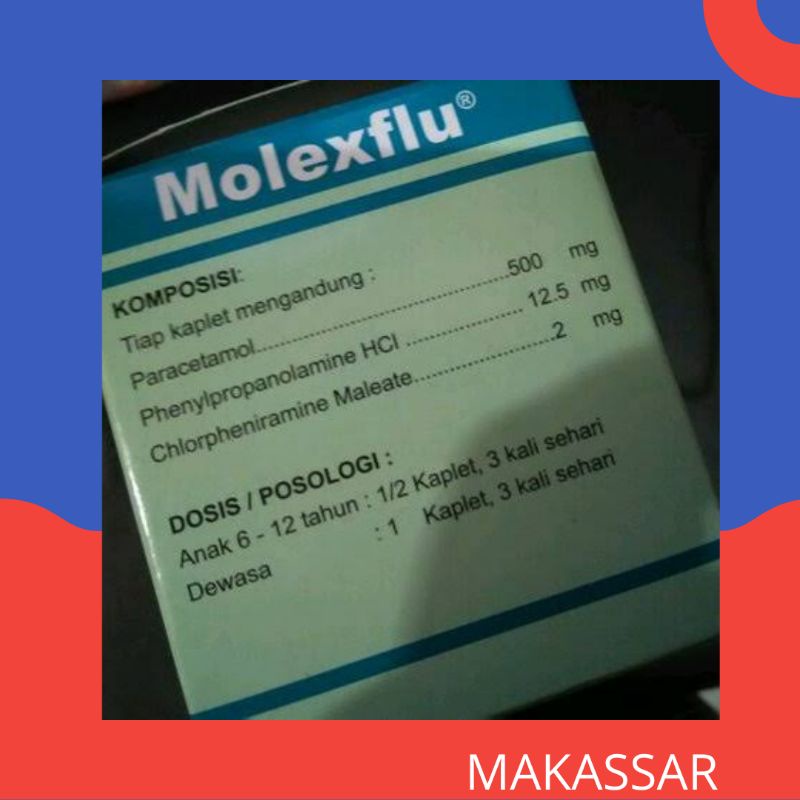 Molexflu®
KOMPOSISI:
Tiap kaplet mengandung :
Paracetamol..........................................500 mg
Phenylpropanolamine HCl .................... 12.5 mg
Chlorpheniramine Maleate.........................2 mg
DOSIS / POSOLOGI :
Anak 6 - 12 tahun : 1/2 Kaplet, 3 kali sehari
Dewasa : 1 Kaplet, 3 kali sehari
MAKASSAR